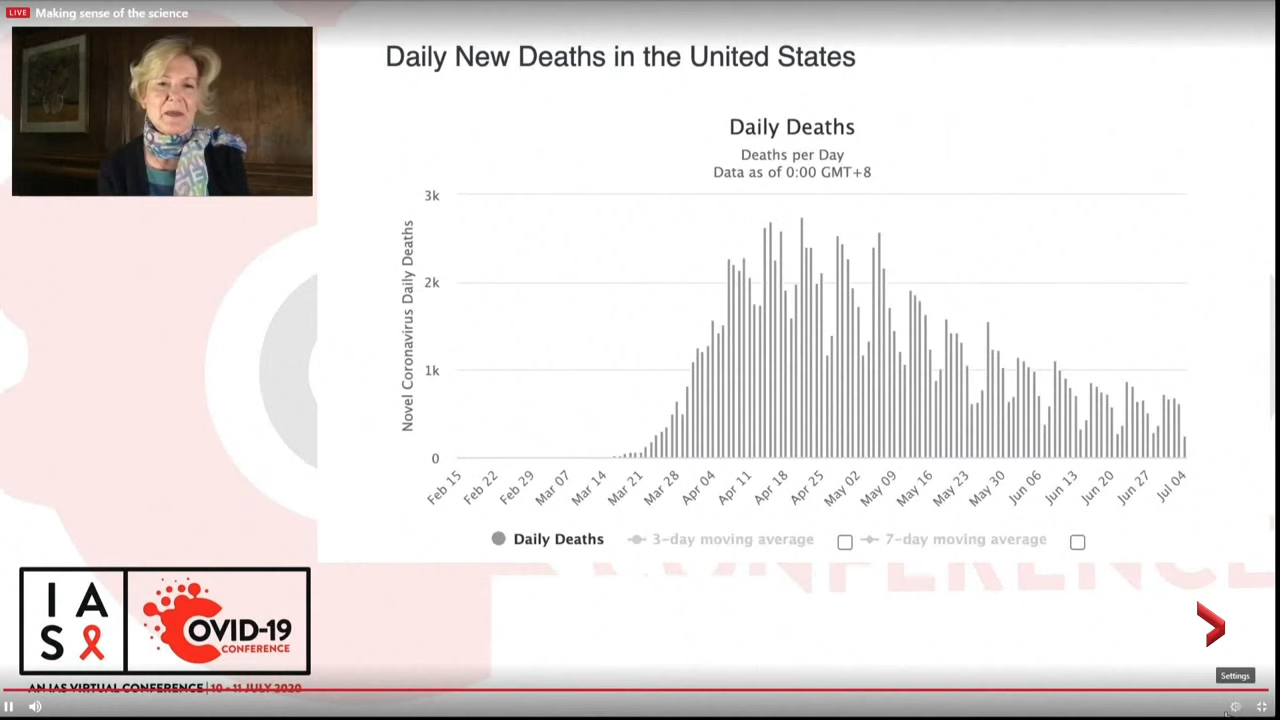 LIVE Making sense of the science
Daily New Deaths in the United States
Daily Deaths
Deaths per Day
Data as of 0:00 GMT+8
Novel Coronavirus Daily Deaths
3k
2k
1k
0
Feb 15
Feb 22
Feb 29
Mar 07
Mar 14
Mar 21
Mar 28
Apr 04
Apr 11
Apr 18
Apr 25
May 02
May 09
May 16
May 23
May 30
Jun 06
Jun 13
Jun 20
Jun 27
Jul 04
Daily Deaths 3-day moving average 7-day moving average
CONFERENCE
IAS
COVID-19
CONFERENCE
AN IAS VIRTUAL CONFERENCE | 10 - 11 JULY 2020
Settings